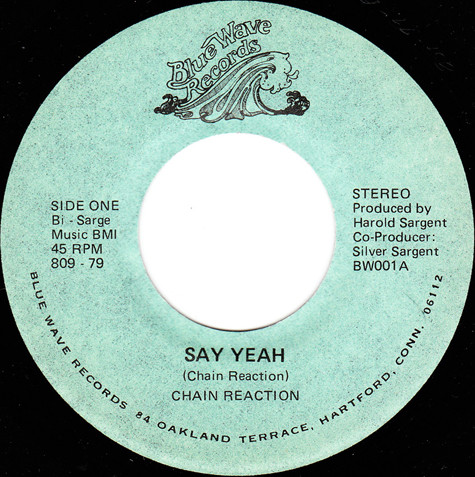 Blue Wave
Records
SIDE ONE
Bi - Sarge
Music BMI
45 RPM
809 - 79
STEREO
Produced by
Harold Sargent
Co-Producer:
Silver Sargent
BW001A
SAY YEAH
(Chain Reaction)
CHAIN REACTION
BLUE WAVE RECORDS 84 OAKLAND TERRACE, HARTFORD, CONN. 06112